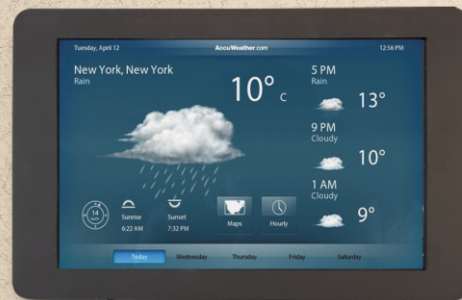 Tuesday, April 12
AccuWeather.com
12:56 PM
New York, New York
Rain
10° C
5 PM
Rain
13°
9 PM
Cloudy
10°
1 AM
Cloudy
9°
14
Sunrise
6:22 AM
Sunset
7:32 PM
Maps
Hourly
Today
Wednesday
Thursday
Friday
Saturday